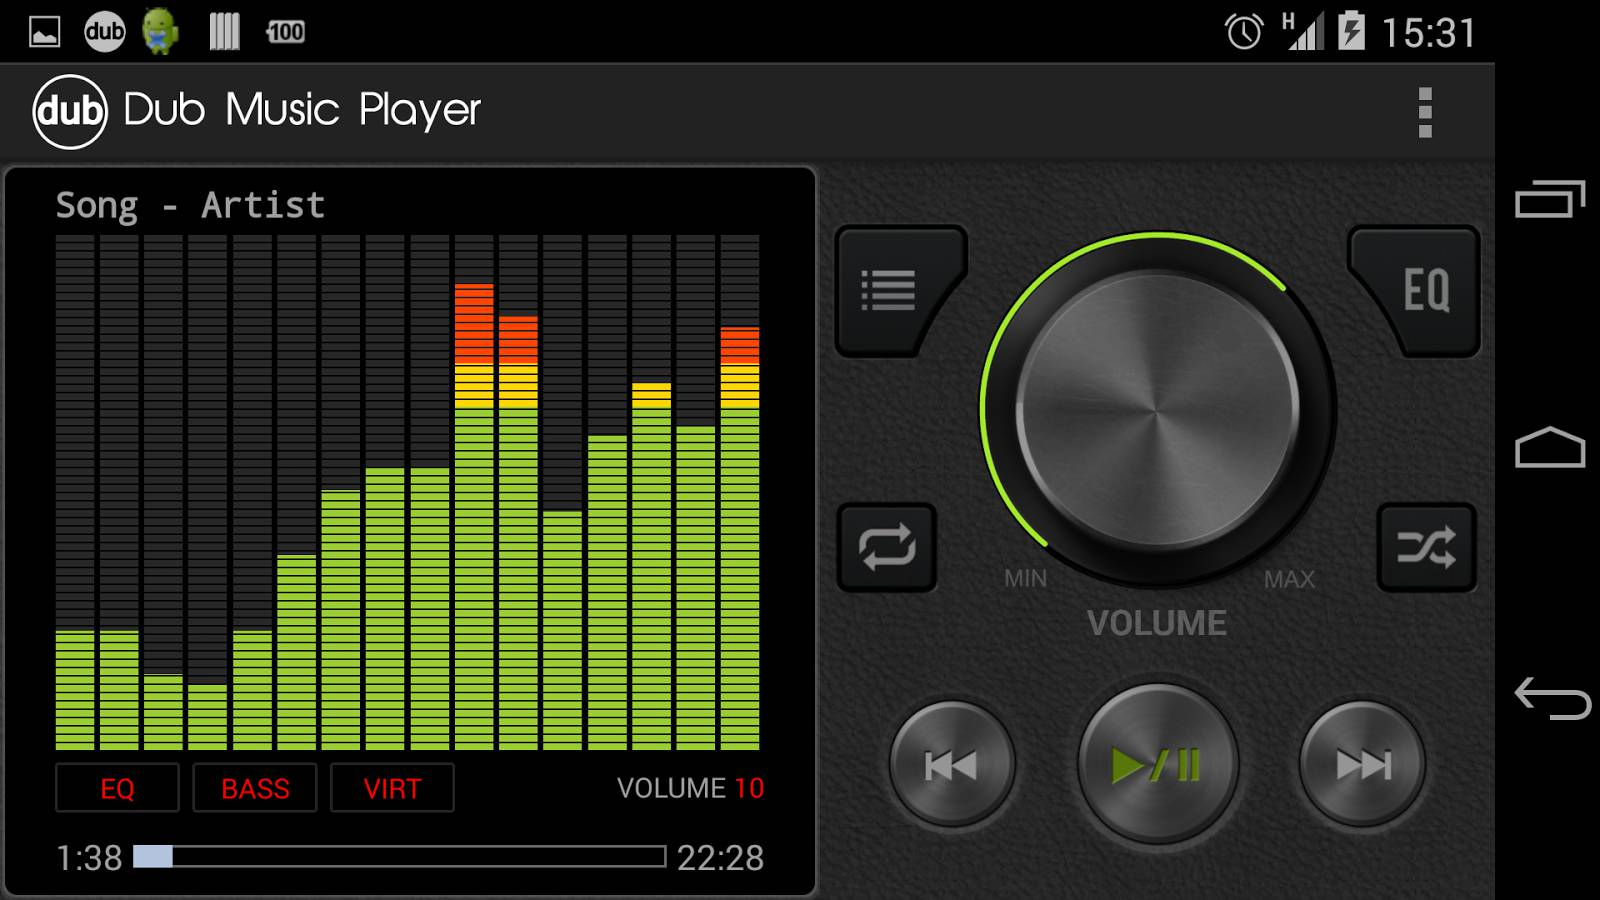 dub 100 H 15:31
dub Dub Music Player
Song - Artist
EQ
MIN MAX
VOLUME
EQ BASS VIRT VOLUME 10
1:38 22:28